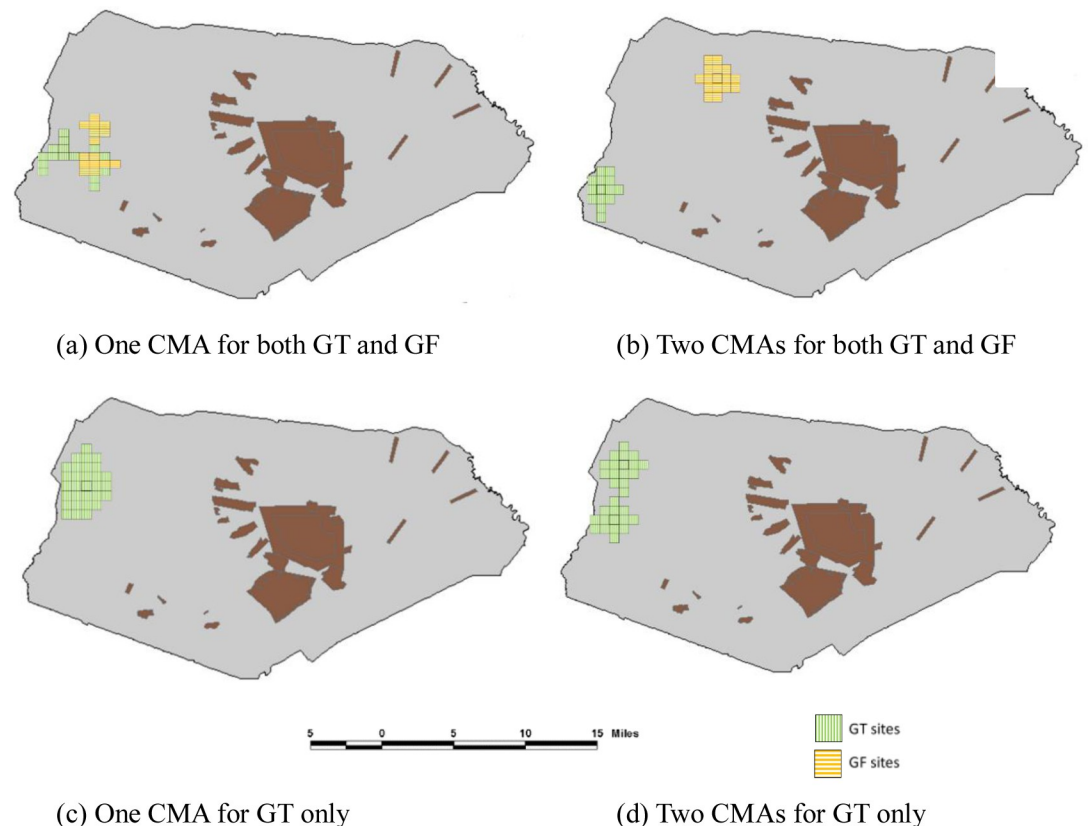 (a) One CMA for both GT and GF
(b) Two CMAs for both GT and GF
5 0 5 10 15 Miles
GT sites
GF sites
(c) One CMA for GT only
(d) Two CMAs for GT only